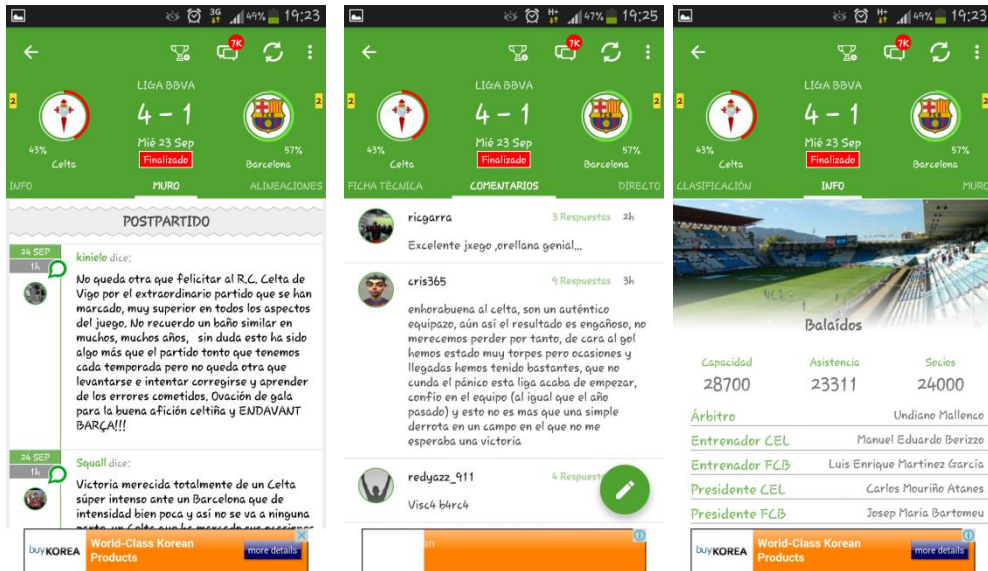 3G 49% 19:23
7K
LIGA BBVA
4 - 1
2
2
Mié 23 Sep
Finalizado
43%
57%
Celta
Barcelona
INFO MURO ALINEACIONES
POSTPARTIDO
24 SEP
1h
kinielo dice:
No queda otra que felicitar al R.C. Celta de
Vigo por el extraordinario partido que se han
marcado, muy superior en todos los aspectos
del juego. No recuerdo un baño similar en
muchos, muchos años, sin duda esto ha sido
algo más que el partido tonto que tenemos
cada temporada pero no queda otra que
levantarse e intentar corregirse y aprender
de los errores cometidos. Ovación de gala
para la buena afición celtiña y ENDAVANT
BARÇA!!!
24 SEP
1h
Squall dice:
Victoria merecida totalmente de un Celta
súper intenso ante un Barcelona que de
intensidad bien poca y así no se va a ninguna
buyKOREA
World-Class Korean
Products
more details
H+ 47% 19:25
7K
LIGA BBVA
4 - 1
2
2
Mié 23 Sep
Finalizado
43%
57%
Celta
Barcelona
FICHA TÉCNICA COMENTARIOS DIRECTO
ricgarra 3 Respuestas 2h
Excelente jxego ,orellana genial...
cris365 9 Respuestas 3h
enhorabuena al celta, son un auténtico
equipazo, aún así el resultado es engañoso, no
merecemos perder por tanto, de cara al gol
hemos estado muy torpes pero ocasiones y
llegadas hemos tenido bastantes, que no
cunda el pánico esta liga acaba de empezar,
confío en el equipo (al igual que el año
pasado) y esto no es mas que una simple
derrota en un campo en el que no me
esperaba una victoria
redyazz_911 4 Respuest
Visc4 b4rc4
H+ 49% 19:23
7K
LIGA BBVA
4 - 1
2
2
Mié 23 Sep
Finalizado
43%
57%
Celta
Barcelona
CLASIFICACIÓN INFO MURO
Balaídos
Capacidad Asistencia Socios
28700 23311 24000
Árbitro Undiano Mallenco
Entrenador CEL Manuel Eduardo Berizzo
Entrenador FCB Luis Enrique Martínez García
Presidente CEL Carlos Mouriño Atanes
Presidente FCB Josep Maria Bartomeu
buyKOREA
World-Class Korean
Products
more details